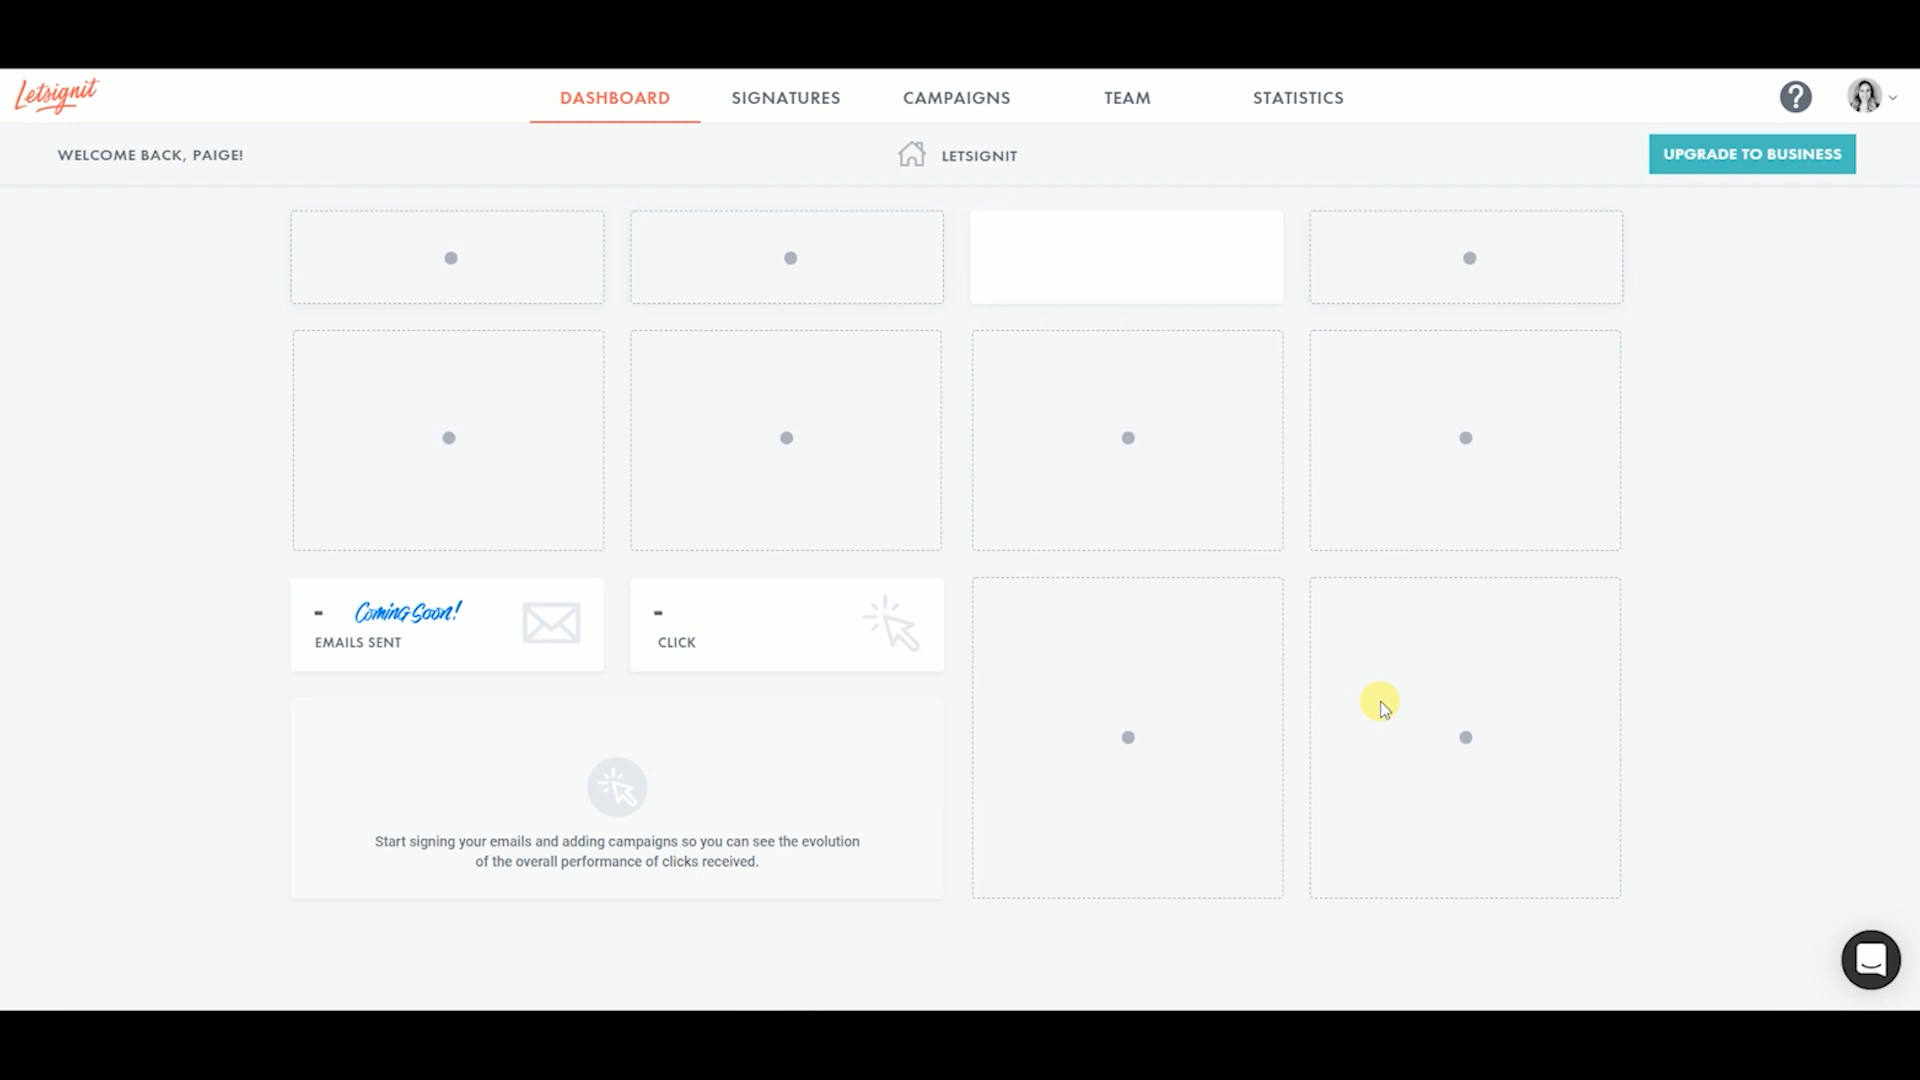 Letsignit
DASHBOARD
SIGNATURES
CAMPAIGNS
TEAM
STATISTICS
?
WELCOME BACK, PAIGE!
LETSIGNIT
UPGRADE TO BUSINESS
- Coming Soon!
EMAILS SENT
-
CLICK
Start signing your emails and adding campaigns so you can see the evolution
of the overall performance of clicks received.